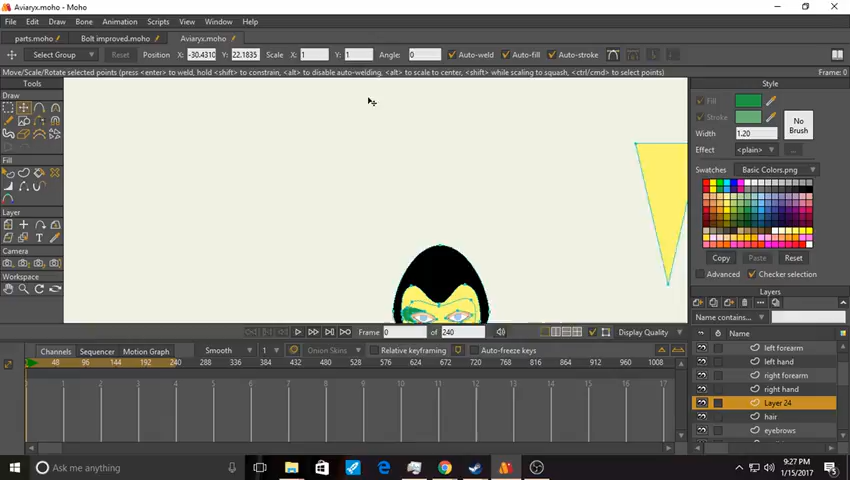 Aviaryx.moho - Moho
File Edit Draw Bone Animation Scripts View Window Help
parts.moho Bolt improved.moho Aviaryx.moho
Select Group Reset Position X: -30.4310 Y: 22.1835 Scale X: 1 Y: 1 Angle: 0 Auto-weld Auto-fill Auto-stroke
Move/Scale/Rotate selected points (press <enter> to weld, hold <shift> to constrain, <alt> to disable auto-welding, <alt> to scale to center, <shift> while scaling to squash, <ctrl/cmd> to select points) Frame: 0
Tools
Draw
Fill
Layer
Camera
Workspace
Style
Fill
Stroke
No Brush
Width 1.20
Effect <plain> ...
Swatches Basic Colors.png
Copy Paste Reset
Advanced Checker selection
Layers
Name contains...
Name
left forearm
left hand
right forearm
right hand
Layer 24
hair
eyebrows
Frame 0 of 240 Display Quality
Channels Sequencer Motion Graph Smooth 1 Onion Skins Relative keyframing Auto-freeze keys
48 96 144 192 240 288 336 384 432 480 528 576 624 672 720 768 816 864 912 960 1008
1 2 3 4 5 6 7 8 9 10 11 12 13 14 15 16 17
Ask me anything
9:27 PM
1/15/2017